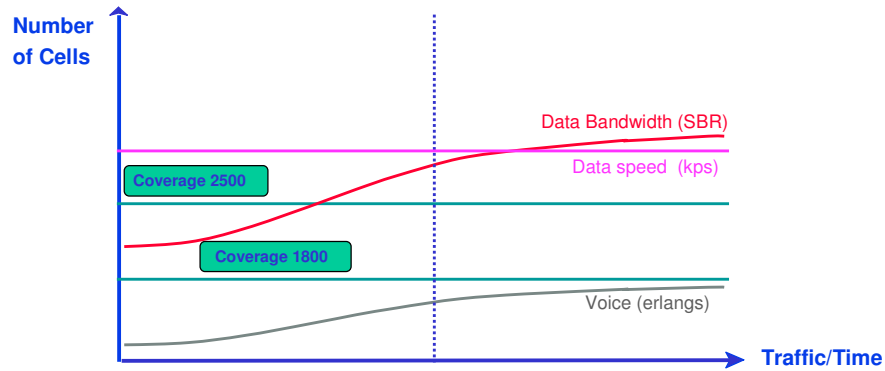 Number
of Cells
Data Bandwidth (SBR)
Data speed (kps)
Coverage 2500
Coverage 1800
Voice (erlangs)
Traffic/Time